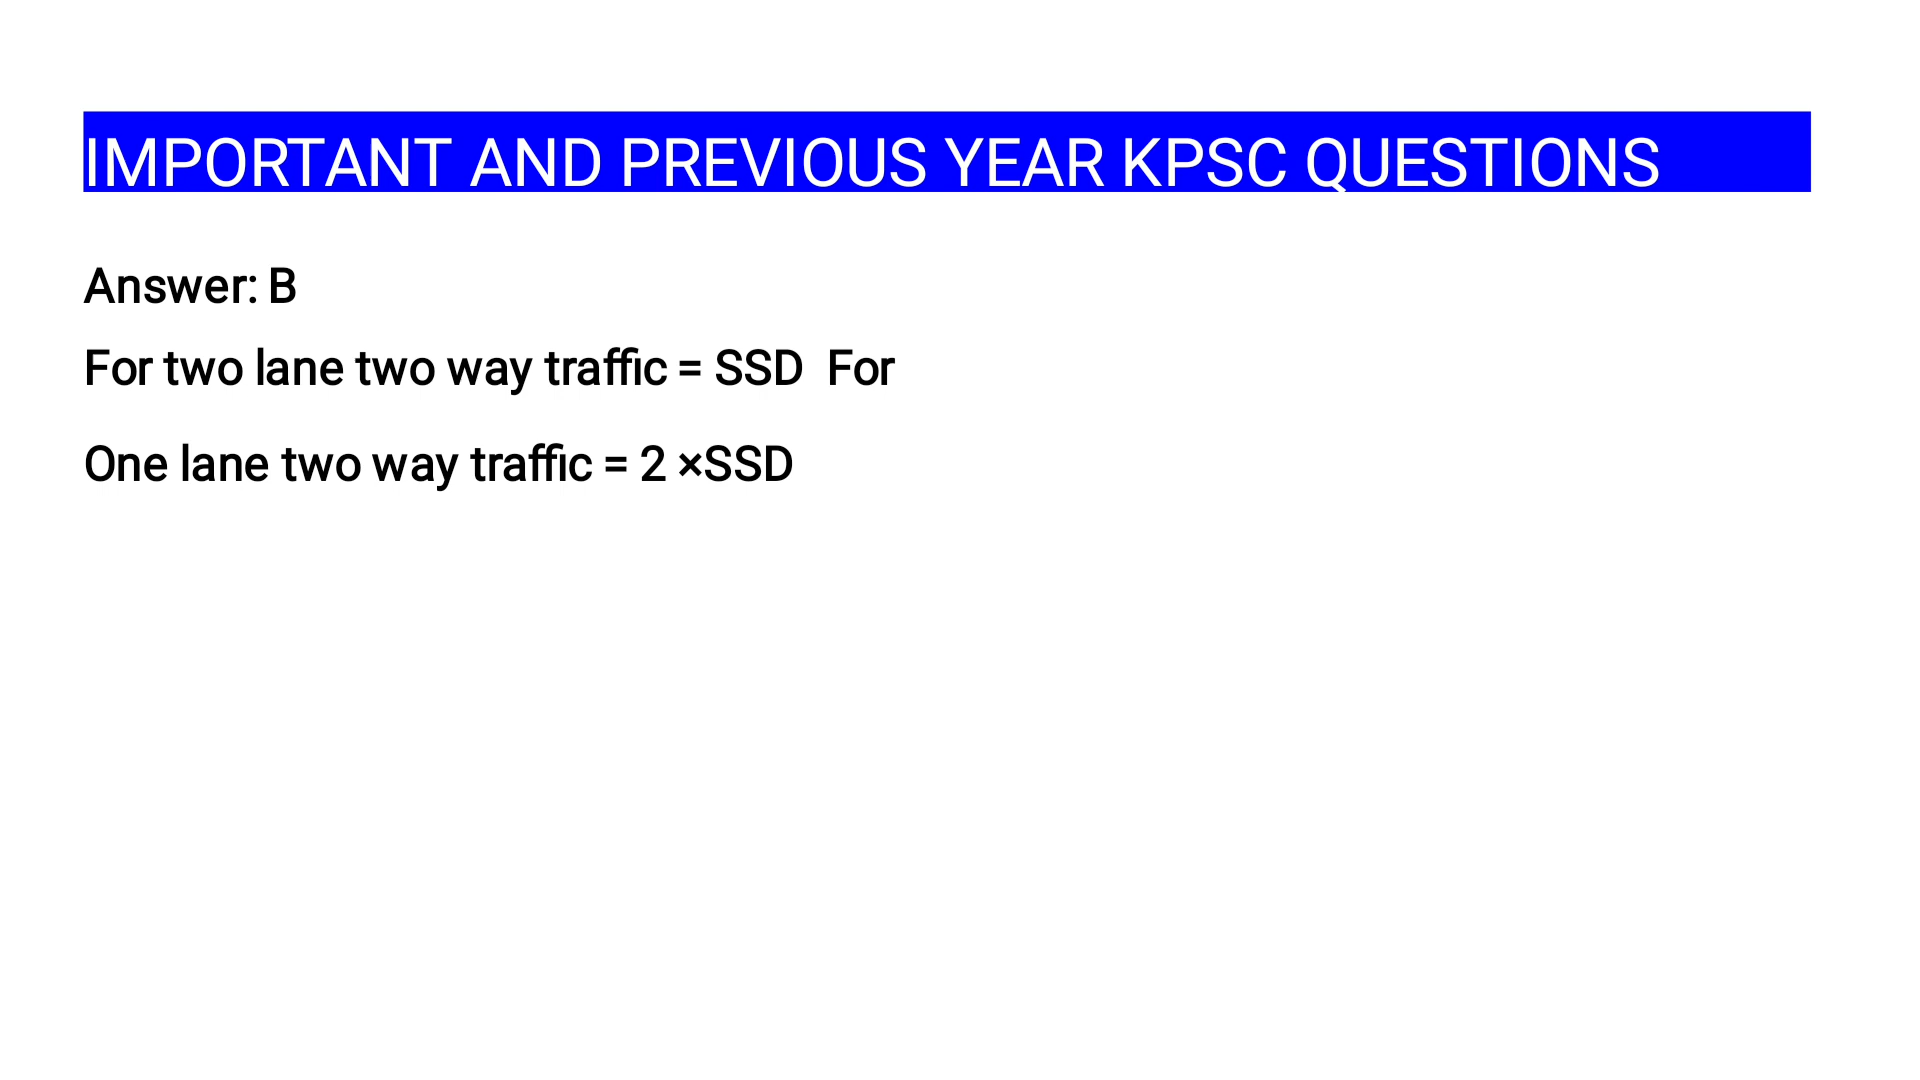 IMPORTANT AND PREVIOUS YEAR KPSC QUESTIONS
Answer: B
For two lane two way traffic = SSD  For
One lane two way traffic = 2 ×SSD